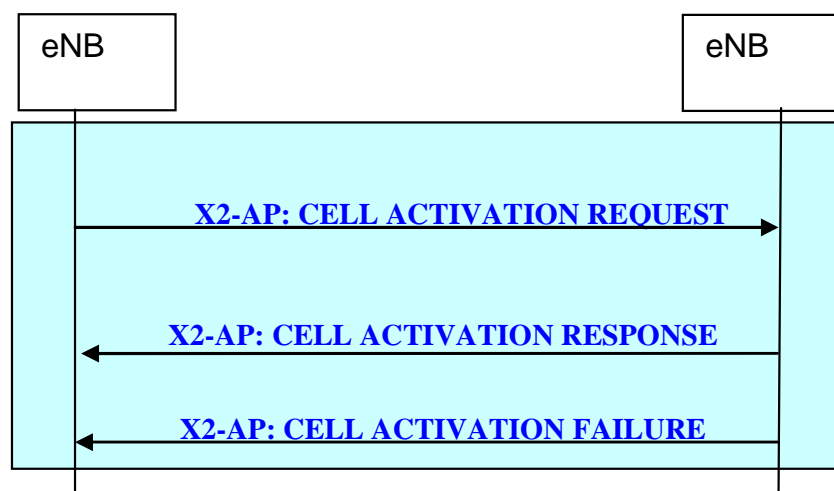 eNB
eNB
X2-AP: CELL ACTIVATION REQUEST
X2-AP: CELL ACTIVATION RESPONSE
X2-AP: CELL ACTIVATION FAILURE